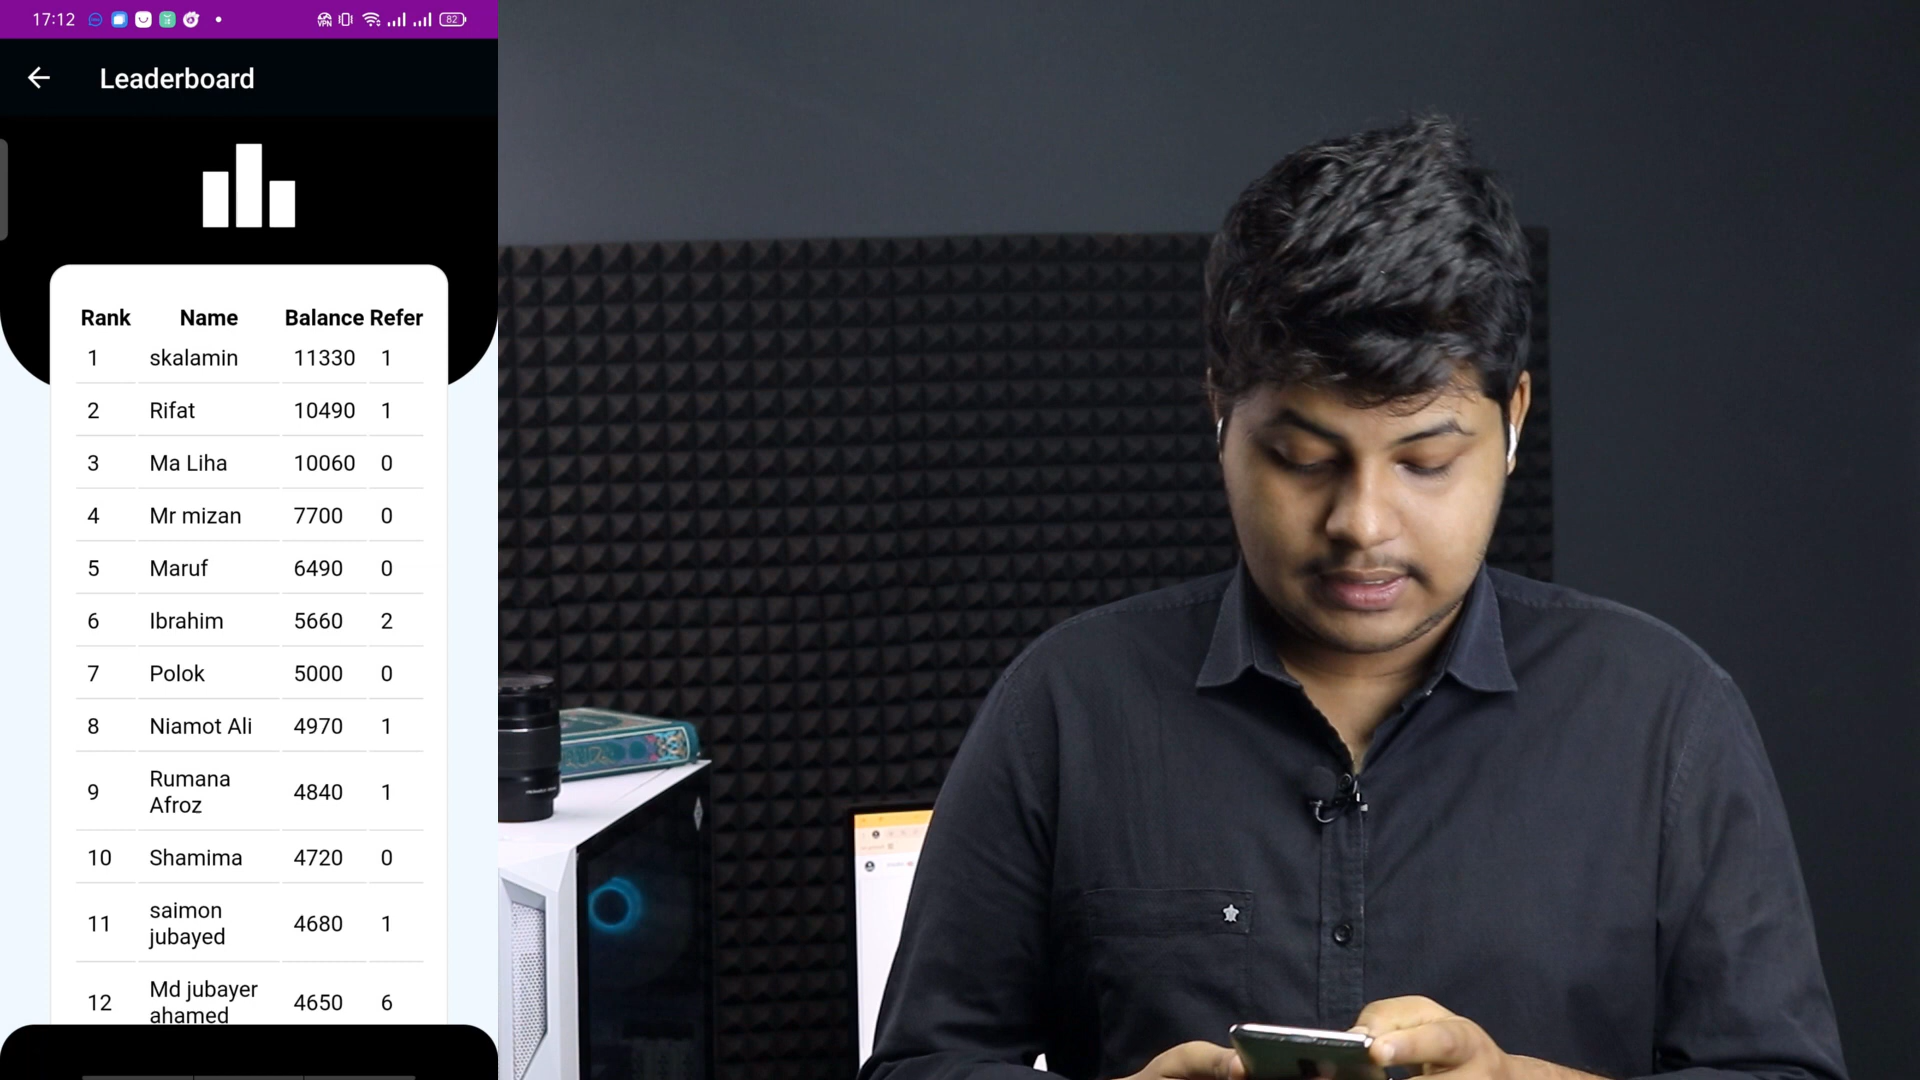 17:12
VPN
82
Leaderboard
Rank Name Balance Refer
1 skalamin 11330 1
2 Rifat 10490 1
3 Ma Liha 10060 0
4 Mr mizan 7700 0
5 Maruf 6490 0
6 Ibrahim 5660 2
7 Polok 5000 0
8 Niamot Ali 4970 1
9 Rumana Afroz 4840 1
10 Shamima 4720 0
11 saimon jubayed 4680 1
12 Md jubayer ahamed 4650 6